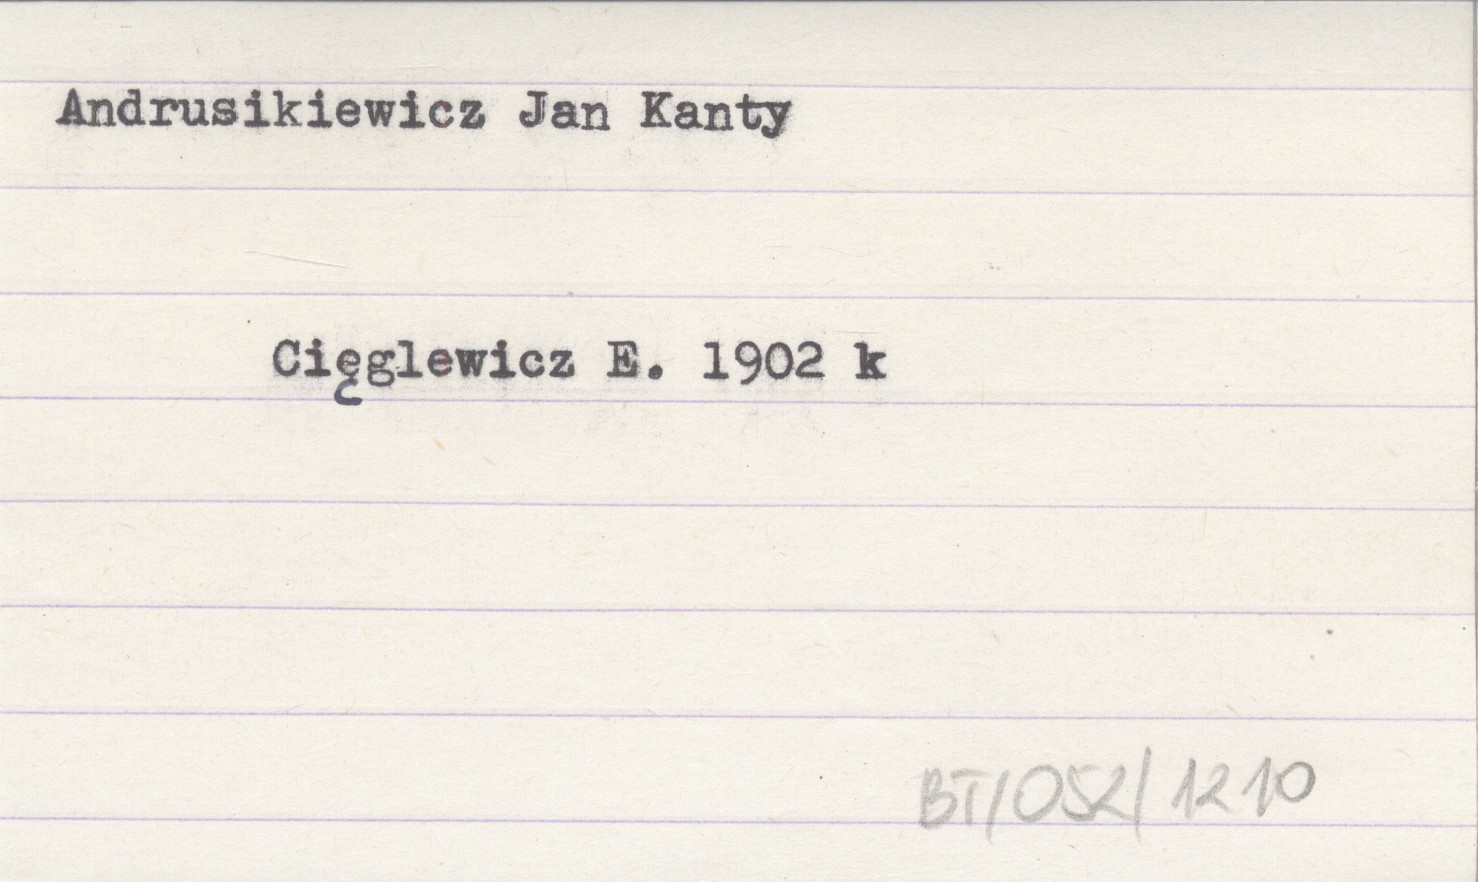 Andrusikiewicz Jan Kanty
Cięglewicz E. 1902 k
BT/052/1210